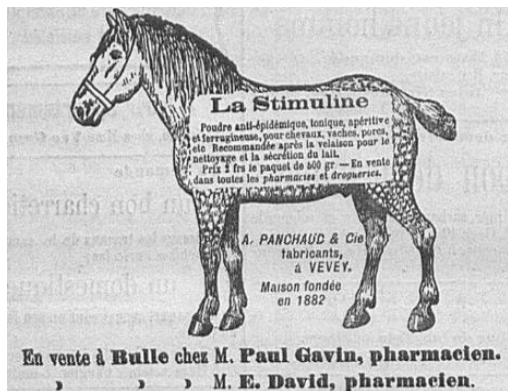 La Stimuline
Poudre anti-épidémique, tonique, apéritive
et ferrugineuse, pour chevaux, vaches, porcs,
etc Recommandée après la vêlaison pour le
nettoyage et la sécrétion du lait.
Prix 1 frs le paquet de 500 gr — En vente
dans toutes les pharmacies et drogueries.
A. PANCHAUD & Cie
fabricants,
à VEVEY.
Maison fondée
en 1882
En vente à Bulle chez M. Paul Gavin, pharmacien.
, , , M. E. David, pharmacien.